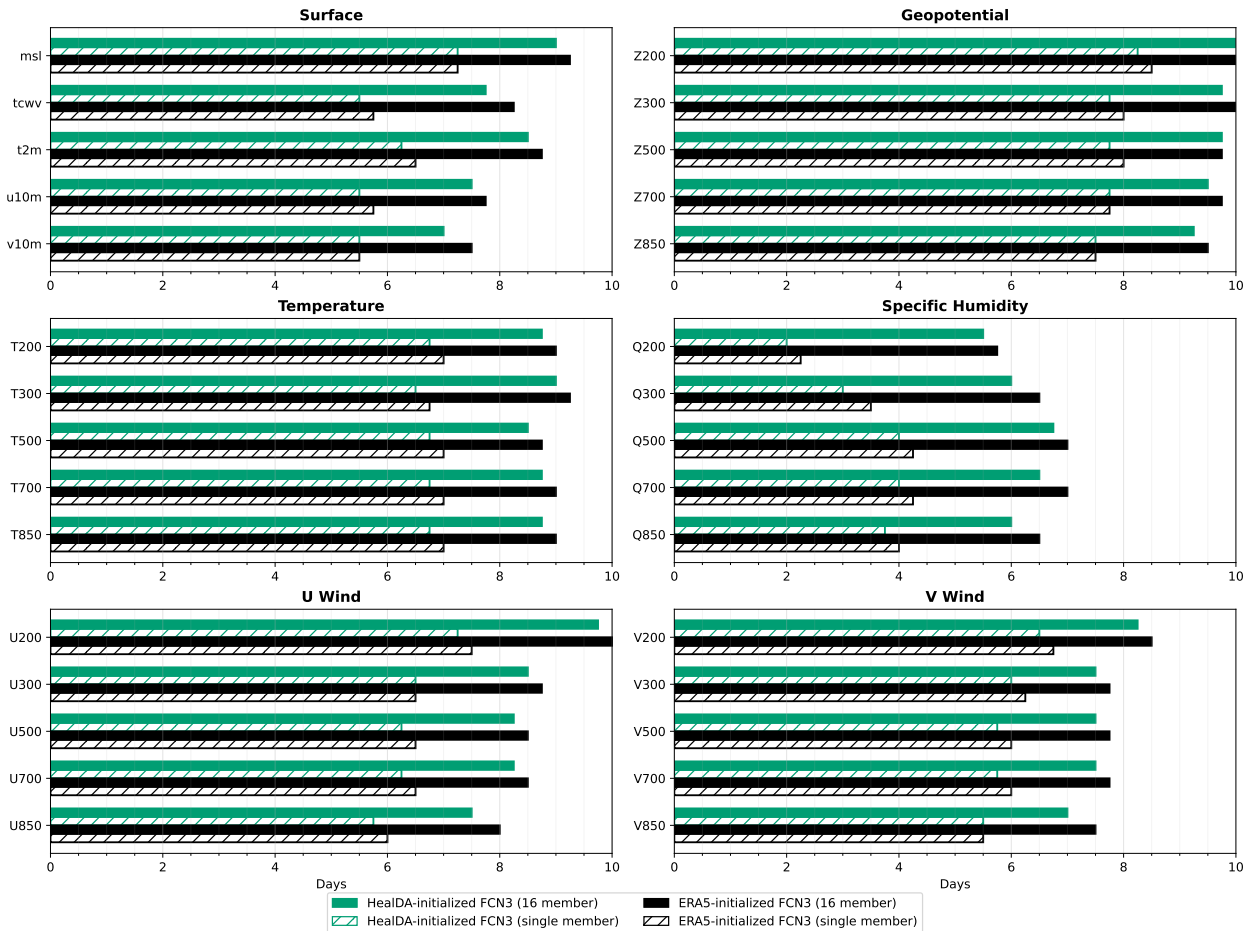 Surface
msl
tcwv
t2m
u10m
v10m
0 2 4 6 8 10
Geopotential
Z200
Z300
Z500
Z700
Z850
0 2 4 6 8 10
Temperature
T200
T300
T500
T700
T850
0 2 4 6 8 10
Specific Humidity
Q200
Q300
Q500
Q700
Q850
0 2 4 6 8 10
U Wind
U200
U300
U500
U700
U850
0 2 4 6 8 10
Days
V Wind
V200
V300
V500
V700
V850
0 2 4 6 8 10
Days
HealDA-initialized FCN3 (16 member)
HealDA-initialized FCN3 (single member)
ERA5-initialized FCN3 (16 member)
ERA5-initialized FCN3 (single member)